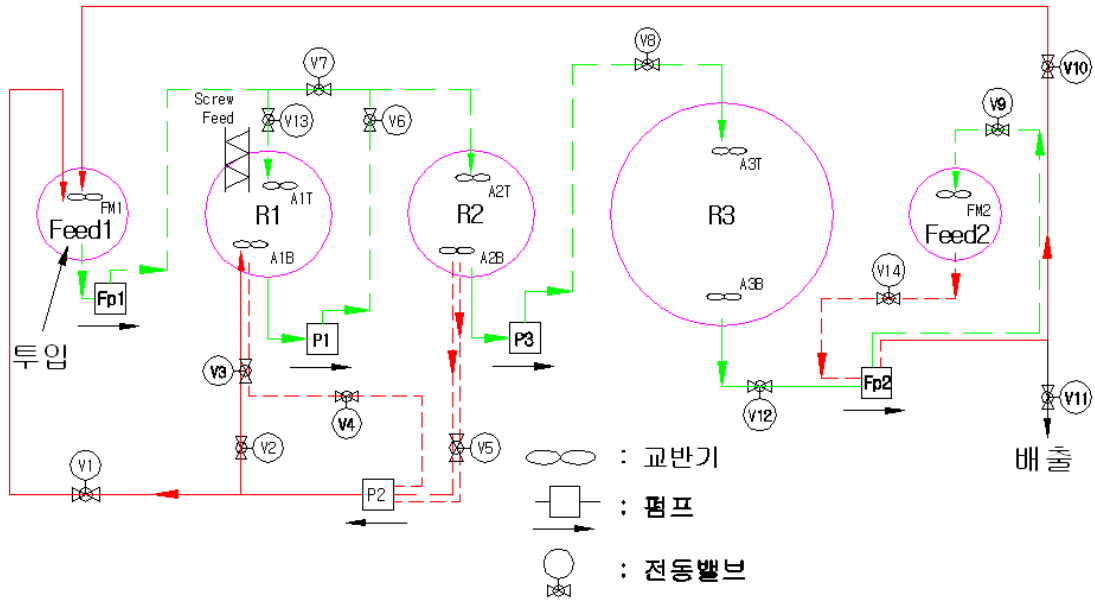 V8
V10
V7
V9
Screw
Feed
V13
V6
A3T
A1T
A2T
FM1
Feed1
R1
R2
R3
FM2
Feed2
A1B
A2B
V14
Fp1
A3B
P1
P3
투입
V3
Fp2
V4
V12
V11
V2
V5
배출
V1
P2
: 교반기
: 펌프
: 전동밸브